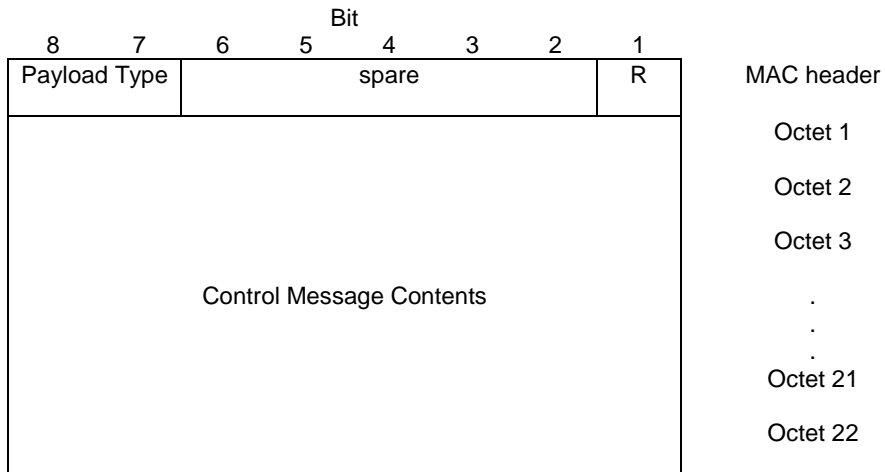 Bit
8 7 6 5 4 3 2 1
Payload Type spare R MAC header
Octet 1
Octet 2
Octet 3
Control Message Contents .
.
.
Octet 21
Octet 22